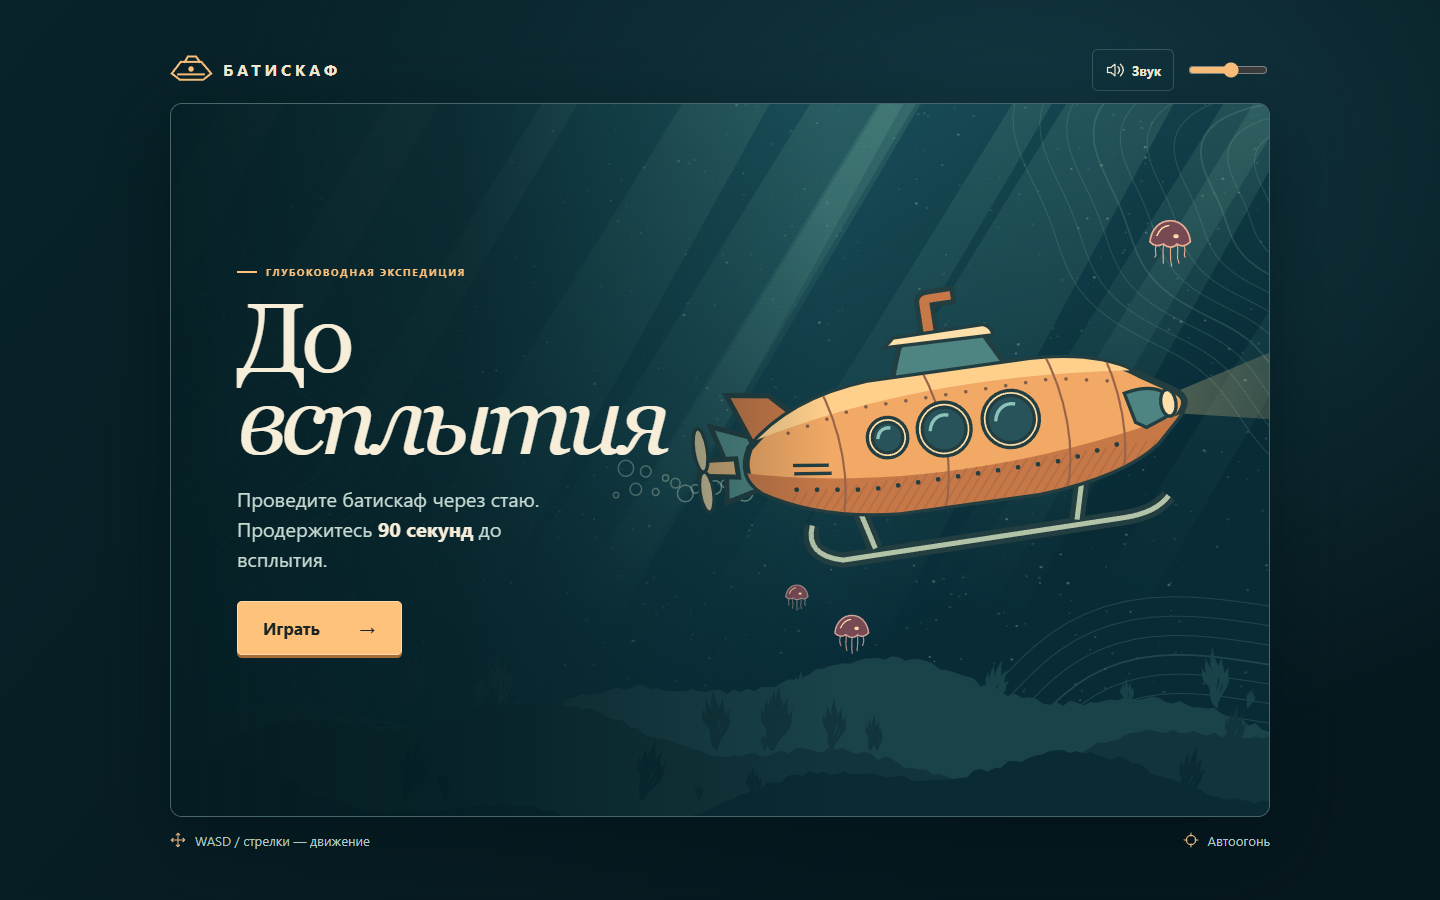 БАТИСКАФ
Звук
ГЛУБОКОВОДНАЯ ЭКСПЕДИЦИЯ
До
всплытия
Проведите батискаф через стаю.
Продержитесь 90 секунд до
всплытия.
Играть →
WASD / стрелки — движение
Автоогонь